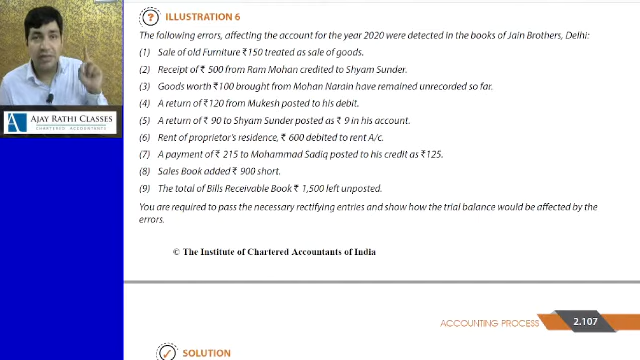 ?
ILLUSTRATION 6
The following errors, affecting the account for the year 2020 were detected in the books of Jain Brothers, Delhi:
(1) Sale of old Furniture ₹150 treated as sale of goods.
(2) Receipt of ₹ 500 from Ram Mohan credited to Shyam Sunder.
(3) Goods worth ₹100 brought from Mohan Narain have remained unrecorded so far.
(4) A return of ₹120 from Mukesh posted to his debit.
(5) A return of ₹ 90 to Shyam Sunder posted as ₹ 9 in his account.
(6) Rent of proprietor's residence, ₹ 600 debited to rent A/c.
(7) A payment of ₹ 215 to Mohammad Sadiq posted to his credit as ₹ 125.
(8) Sales Book added ₹ 900 short.
(9) The total of Bills Receivable Book ₹ 1,500 left unposted.
You are required to pass the necessary rectifying entries and show how the trial balance would be affected by the
errors.
© The Institute of Chartered Accountants of India
AJAY RATHI CLASSES
CHARTERED ACCOUNTANTS
ACCOUNTING PROCESS
2.107
SOLUTION